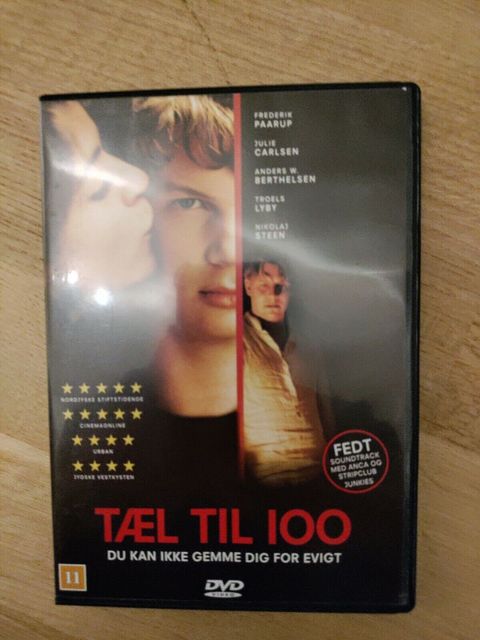 FREDERIK
PAARUP
JULIE
CARLSEN
ANDERS W.
BERTHELSEN
TROELS
LYBY
NIKOLAJ
STEEN
NORDJYSKE STIFTSTIDENDE
CINEMAONLINE
URBAN
JYDSKE VESTKYSTEN
FEDT
SOUNDTRACK
MED ANCA OG
STRIPCLUB
JUNKIES
TÆL TIL 100
DU KAN IKKE GEMME DIG FOR EVIGT
11
DVD
VIDEO